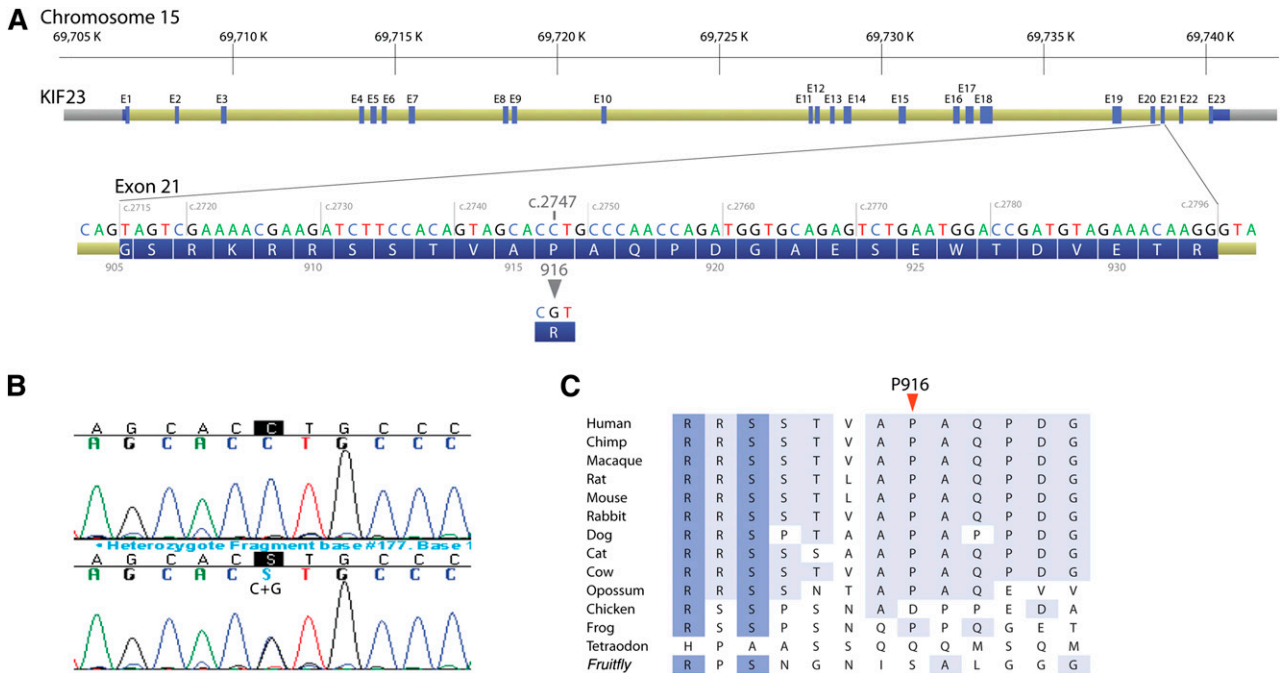 A
Chromosome 15
69,705 K 69,710 K 69,715 K 69,720 K 69,725 K 69,730 K 69,735 K 69,740 K
KIF23
E1 E2 E3 E4 E5 E6 E7 E8 E9 E10 E11 E12 E13 E14 E15 E16 E17 E18 E19 E20 E21 E22 E23
Exon 21
c.2715 c.2720 c.2730 c.2740 c.2747 c.2750 c.2760 c.2770 c.2780 c.2796
CAGTAGTCGAAAACGAAGATCTTCCACAGTAGCACCTGCCCAACCAGATGGTGCAGAGTCTGAATGGACCGATGTAGAAACAAGGGTA
G S R K R R S S T V A P A Q P D G A E S E W T D V E T R
905 910 915 916 920 925 930
C G T
R
B
A G C A C C T G C C C
A G C A C C T G C C C
Heterozygote Fragment base #177. Base 1
A G C A C S T G C C C
A G C A C S T G C C C
C+G
C
P916
Human R R S S T V A P A Q P D G
Chimp R R S S T V A P A Q P D G
Macaque R R S S T V A P A Q P D G
Rat R R S S T L A P A Q P D G
Mouse R R S S T L A P A Q P D G
Rabbit R R S S T V A P A Q P D G
Dog R R S P T A A P A P P D G
Cat R R S S S A A P A Q P D G
Cow R R S S T V A P A Q P D G
Opossum R R S S N T A P A Q E V V
Chicken R S S P S N A D P P E D A
Frog R S S P S N Q P P Q G E T
Tetraodon H P A A S S Q Q Q M S Q M
Fruitfly R P S N G N I S A L G G G